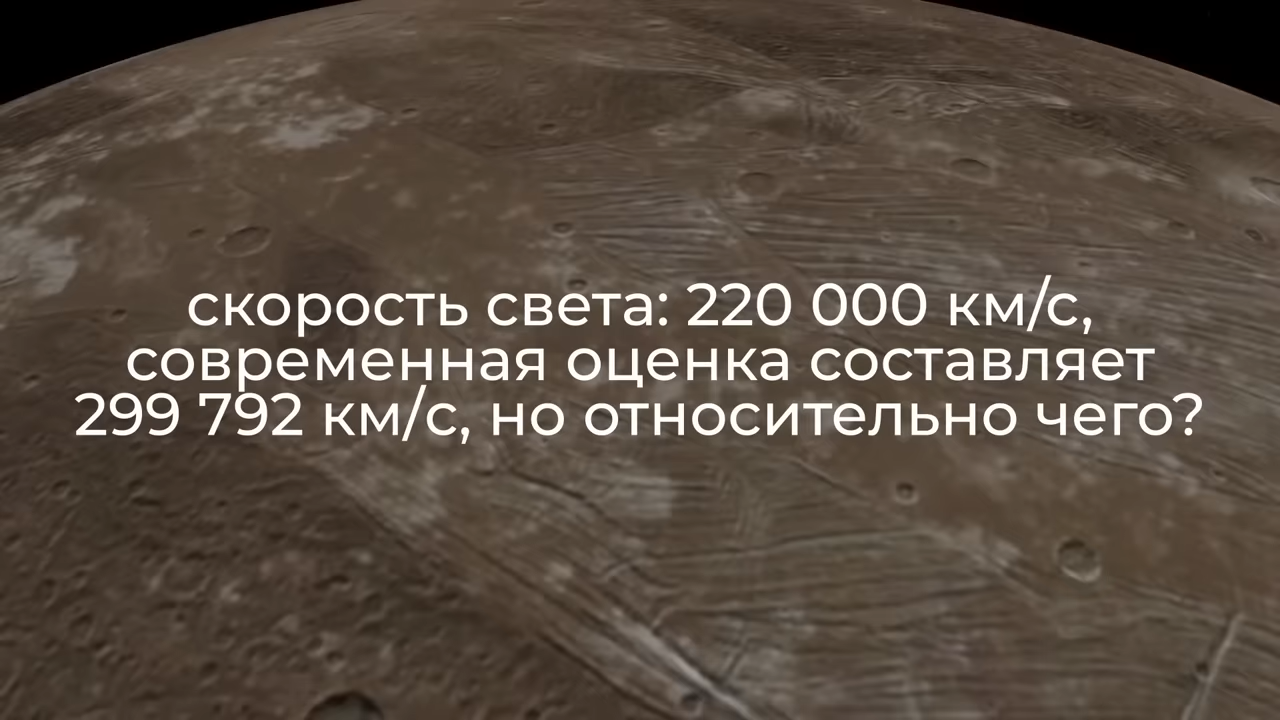 скорость света: 220 000 км/с,
современная оценка составляет
299 792 км/с, но относительно чего?